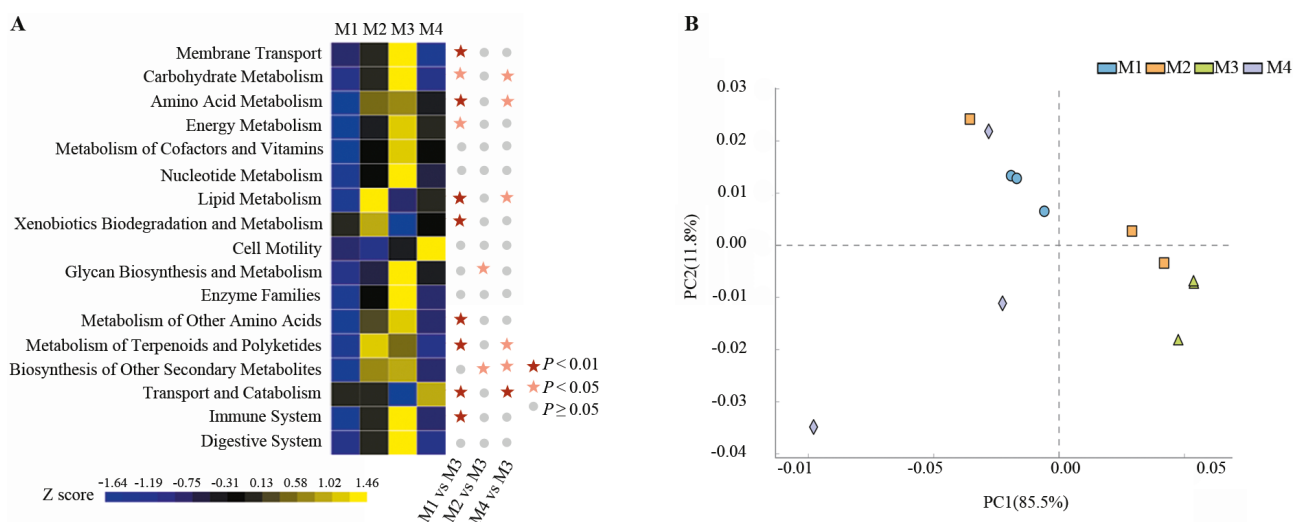 A
M1 M2 M3 M4
Membrane Transport
Carbohydrate Metabolism
Amino Acid Metabolism
Energy Metabolism
Metabolism of Cofactors and Vitamins
Nucleotide Metabolism
Lipid Metabolism
Xenobiotics Biodegradation and Metabolism
Cell Motility
Glycan Biosynthesis and Metabolism
Enzyme Families
Metabolism of Other Amino Acids
Metabolism of Terpenoids and Polyketides
Biosynthesis of Other Secondary Metabolites
Transport and Catabolism
Immune System
Digestive System
P < 0.01
P < 0.05
P ≥ 0.05
Z score
-1.64 -1.19 -0.75 -0.31 0.13 0.58 1.02 1.46
M1 vs M3
M2 vs M3
M4 vs M3
B
M1 M2 M3 M4
0.03
0.02
0.01
0.00
-0.01
-0.02
-0.03
-0.04
PC2(11.8%)
-0.01 -0.05 0.00 0.05
PC1(85.5%)